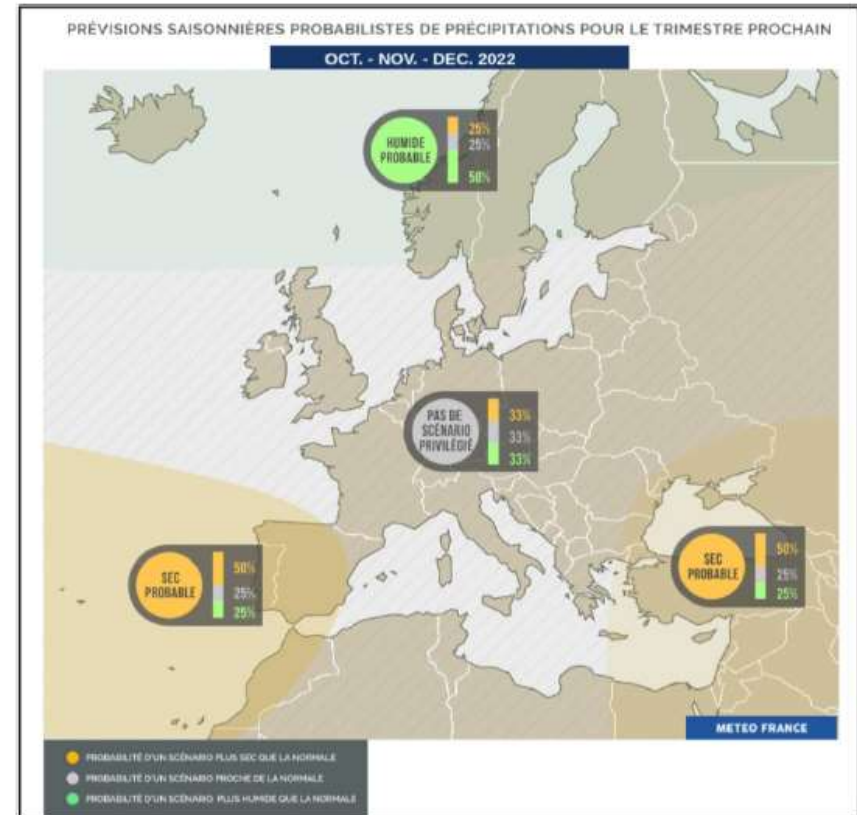 PRÉVISIONS SAISONNIÈRES PROBABILISTES DE PRÉCIPITATIONS POUR LE TRIMESTRE PROCHAIN
OCT. - NOV. - DEC. 2022
HUMIDE
PROBABLE
25%
25%
50%
PAS DE
SCÉNARIO
PRIVILÉGIÉ
33%
33%
33%
SEC
PROBABLE
50%
25%
25%
SEC
PROBABLE
50%
25%
25%
METEO FRANCE
PROBABILITÉ D'UN SCÉNARIO PLUS SEC QUE LA NORMALE
PROBABILITÉ D'UN SCÉNARIO PROCHE DE LA NORMALE
PROBABILITÉ D'UN SCÉNARIO PLUS HUMIDE QUE LA NORMALE